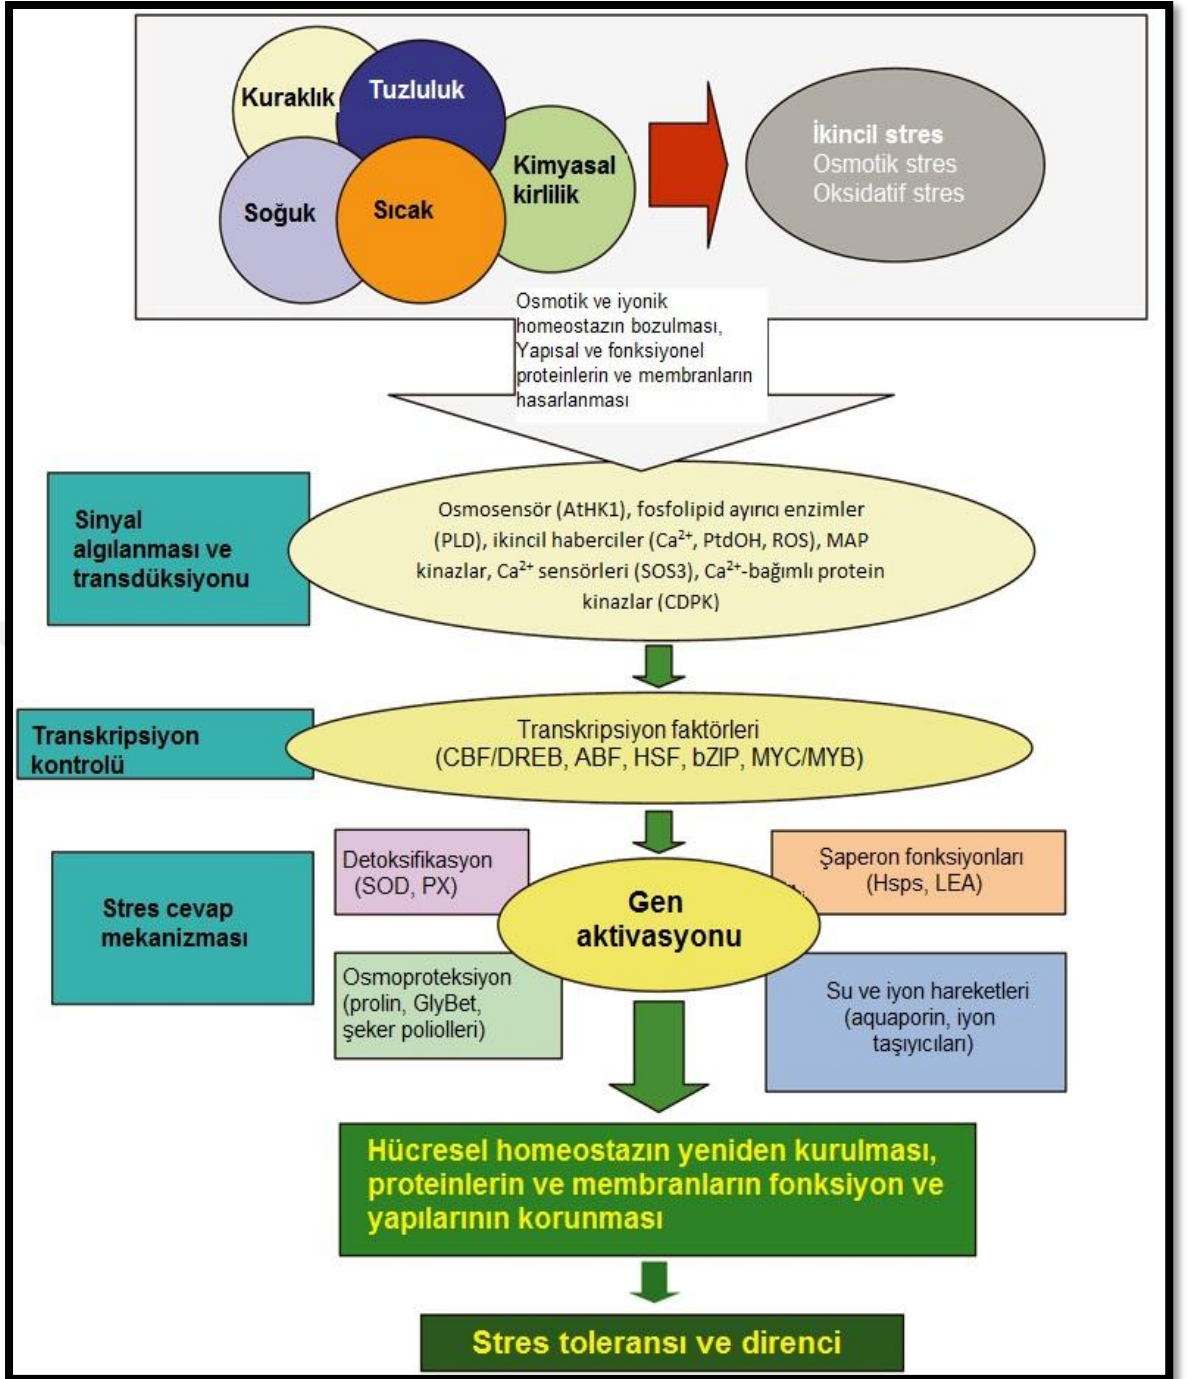 Kuraklık
Tuzluluk
Soğuk
Sıcak
Kimyasal
kirlilik
İkincil stres
Osmotik stres
Oksidatif stres
Osmotik ve iyonik
homeostazın bozulması,
Yapısal ve fonksiyonel
proteinlerin ve membranların
hasarlanması
Sinyal
algılanması ve
transdüksiyonu
Osmosensör (AtHK1), fosfolipid ayırıcı enzimler
(PLD), ikincil haberciler (Ca²⁺, PtdOH, ROS), MAP
kinazlar, Ca²⁺ sensörleri (SOS3), Ca²⁺-bağımlı protein
kinazlar (CDPK)
Transkripsiyon
kontrolü
Transkripsiyon faktörleri
(CBF/DREB, ABF, HSF, bZIP, MYC/MYB)
Stres cevap
mekanizması
Detoksifikasyon
(SOD, PX)
Şaperon fonksiyonları
(Hsps, LEA)
Gen
aktivasyonu
Osmoproteksiyon
(prolin, GlyBet,
şeker poliolleri)
Su ve iyon hareketleri
(aquaporin, iyon
taşıyıcıları)
Hücresel homeostazın yeniden kurulması,
proteinlerin ve membranların fonksiyon ve
yapılarının korunması
Stres toleransı ve direnci